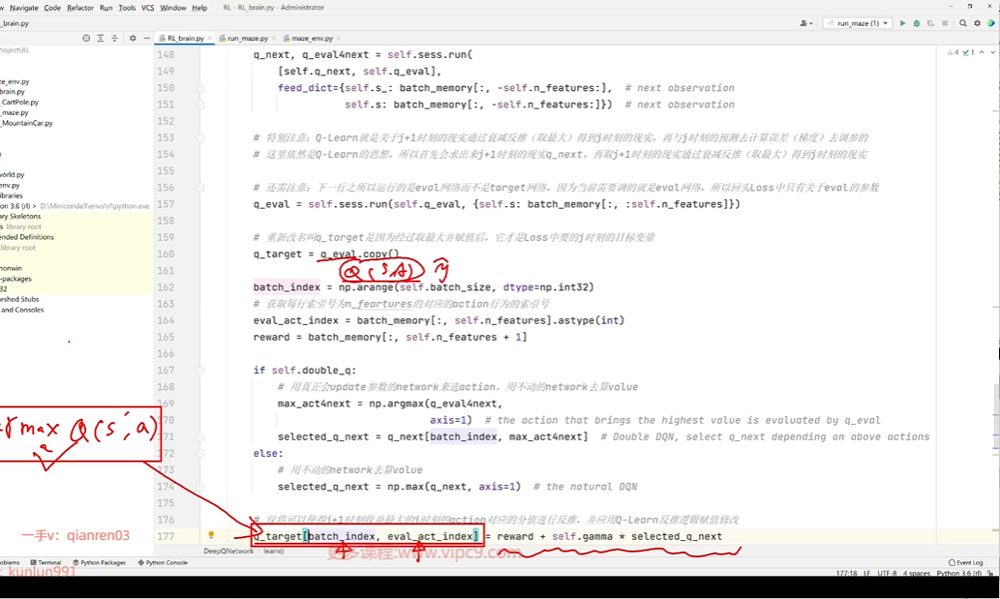 w Navigate Code Refactor Run Tools VCS Window Help RL - RL_brain.py - Administrator
_brain.py
run_maze (1)
RL_brain.py run_maze.py maze_env.py
Project\RL
ze_env.py
brain.py
_CartPole.py
_maze.py
_MountainCar.py
world.py
env.py
ibraries
hon 3.6 (rl) > D:\Miniconda3\envs\rf\python.exe
ary Skeletons
s library root
ended Definitions
library root
honwin
-packages
32
feshed Stubs
and Consoles
4 1
148 q_next, q_eval4next = self.sess.run(
149 [self.q_next, self.q_eval],
150 feed_dict={self.s_: batch_memory[:, -self.n_features:], # next observation
151 self.s: batch_memory[:, -self.n_features:]}) # next observation
152
153 # 特别注意：Q-Learn就是关于j+1时刻的现实通过衰减反推（取最大）得到j时刻的现实，再与j时刻的预测去计算误差（梯度）去调参的
154 # 这里依然是Q-Learn的思想，所以首先会求出来j+1时刻的现实q_next，再取j+1时刻的现实通过衰减反推（取最大）得到j时刻的现实
155
156 # 还需注意：下一行之所以运行的是eval网络而不是target网络，因为当前需要调的就是eval网络，所以回头Loss中只有关于eval的参数
157 q_eval = self.sess.run(self.q_eval, {self.s: batch_memory[:, :self.n_features]})
158
159 # 重新改名叫q_target是因为经过取最大并赋值后，它才是Loss中要的j时刻的目标变量
160 q_target = q_eval.copy()
161 Q(S,A) ŷ
162 batch_index = np.arange(self.batch_size, dtype=np.int32)
163 # 获取每行索引号为n_feartures的对应的action行为的索引号
164 eval_act_index = batch_memory[:, self.n_features].astype(int)
165 reward = batch_memory[:, self.n_features + 1]
166
167 if self.double_q:
168 # 用真正会update参数的network来选action，用不动的network去算value
169 max_act4next = np.argmax(q_eval4next,
170 axis=1) # the action that brings the highest value is evaluated by q_eval
171 selected_q_next = q_next[batch_index, max_act4next] # Double DQN, select q_next depending on above actions
172 else:
173 # 用不动的network去算value
174 selected_q_next = np.max(q_next, axis=1) # the natural DQN
175
176 # 仅将可以使得j+1时刻收益最大的j时刻Action对应的分值进行反推，并应用Q-Learn反推逻辑赋值修改
177 q_target[batch_index, eval_act_index] = reward + self.gamma * selected_q_next
+γ max Q(s′,a)
a
一手v：qianren03
DeepQNetwork learn()
更多课程:www.vipc9.com
oblems Terminal Python Packages Python Console Event Log
: kunlun991
177:18 LF UTF-8 4 spaces Python 3.6 (rl)